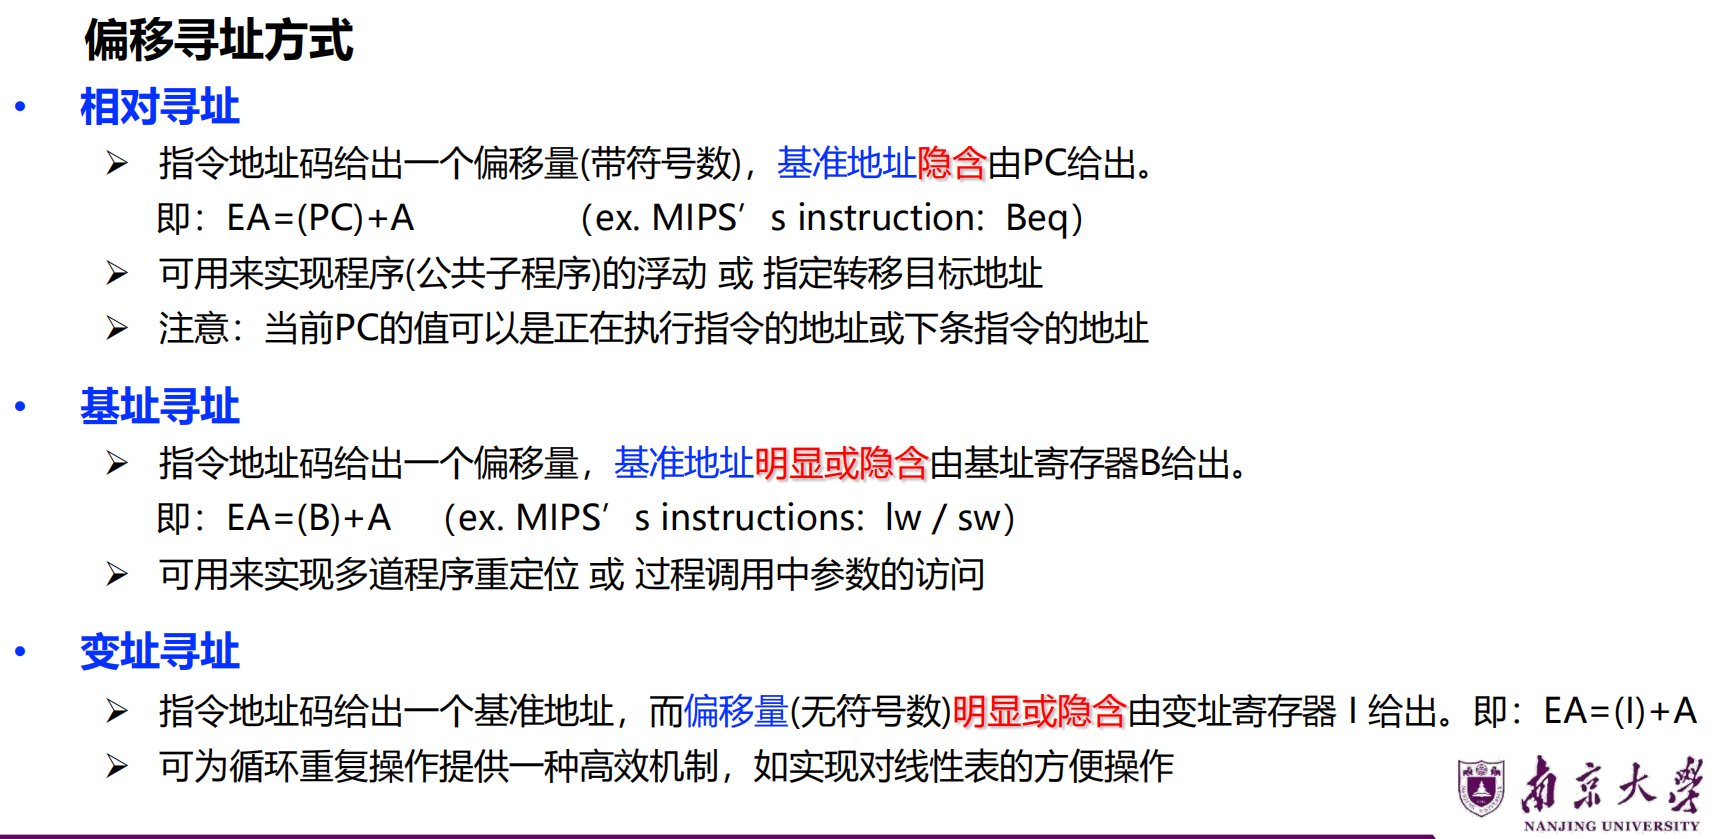 偏移寻址方式
• 相对寻址
➢ 指令地址码给出一个偏移量(带符号数)，基准地址隐含由PC给出。
即：EA=(PC)+A （ex. MIPS’s instruction: Beq）
➢ 可用来实现程序(公共子程序)的浮动 或 指定转移目标地址
➢ 注意：当前PC的值可以是正在执行指令的地址或下条指令的地址
• 基址寻址
➢ 指令地址码给出一个偏移量，基准地址明显或隐含由基址寄存器B给出。
即：EA=(B)+A （ex. MIPS’s instructions: lw / sw）
➢ 可用来实现多道程序重定位 或 过程调用中参数的访问
• 变址寻址
➢ 指令地址码给出一个基准地址，而偏移量(无符号数)明显或隐含由变址寄存器 I 给出。即：EA=(I)+A
➢ 可为循环重复操作提供一种高效机制，如实现对线性表的方便操作
南京大学
NANJING UNIVERSITY